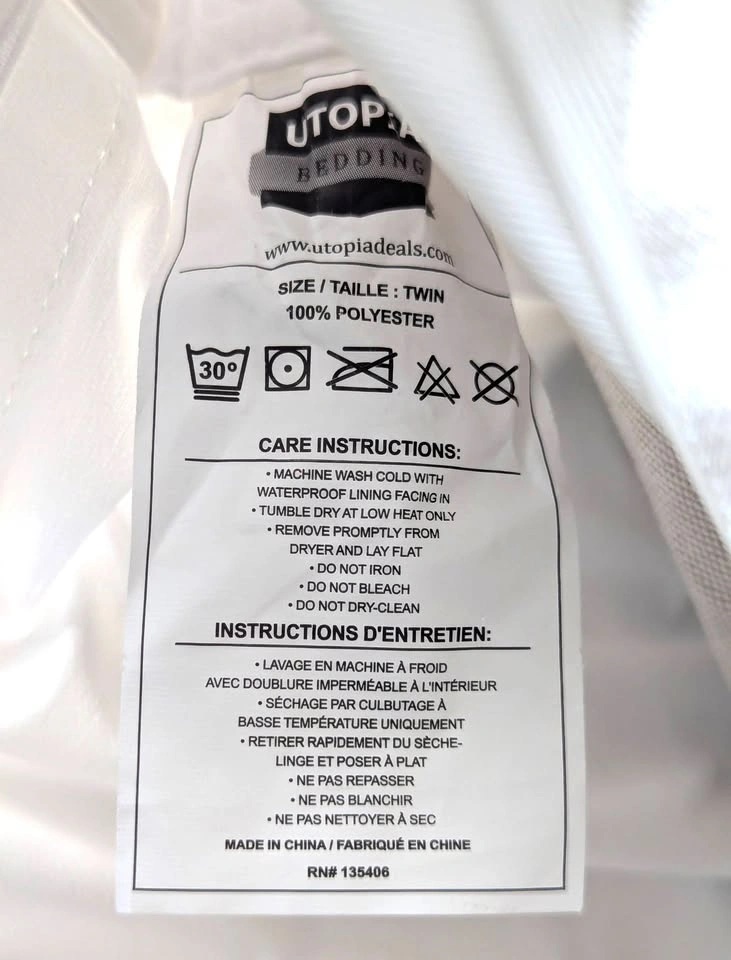 UTOPIA
BEDDING
www.utopiadeals.com
SIZE / TAILLE : TWIN
100% POLYESTER
30°
CARE INSTRUCTIONS:
• MACHINE WASH COLD WITH
WATERPROOF LINING FACING IN
• TUMBLE DRY AT LOW HEAT ONLY
• REMOVE PROMPTLY FROM
DRYER AND LAY FLAT
• DO NOT IRON
• DO NOT BLEACH
• DO NOT DRY-CLEAN
INSTRUCTIONS D'ENTRETIEN:
• LAVAGE EN MACHINE À FROID
AVEC DOUBLURE IMPERMÉABLE À L'INTÉRIEUR
• SÉCHAGE PAR CULBUTAGE À
BASSE TEMPÉRATURE UNIQUEMENT
• RETIRER RAPIDEMENT DU SÈCHE-
LINGE ET POSER À PLAT
• NE PAS REPASSER
• NE PAS BLANCHIR
• NE PAS NETTOYER À SEC
MADE IN CHINA / FABRIQUÉ EN CHINE
RN# 135406